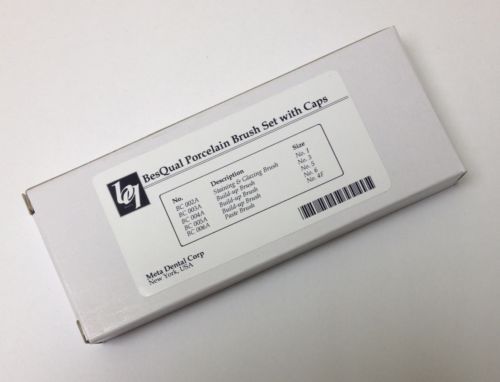 bq
BesQual Porcelain Brush Set with Caps
No. Description Size
BC 002A Staining & Glazing Brush No. 1
BC 003A Build-up Brush No. 3
BC 004A Build-up Brush No. 5
BC 005A Build-up Brush No. 6
BC 006A Paste Brush No. 4F
Meta Dental Corp
New York, USA